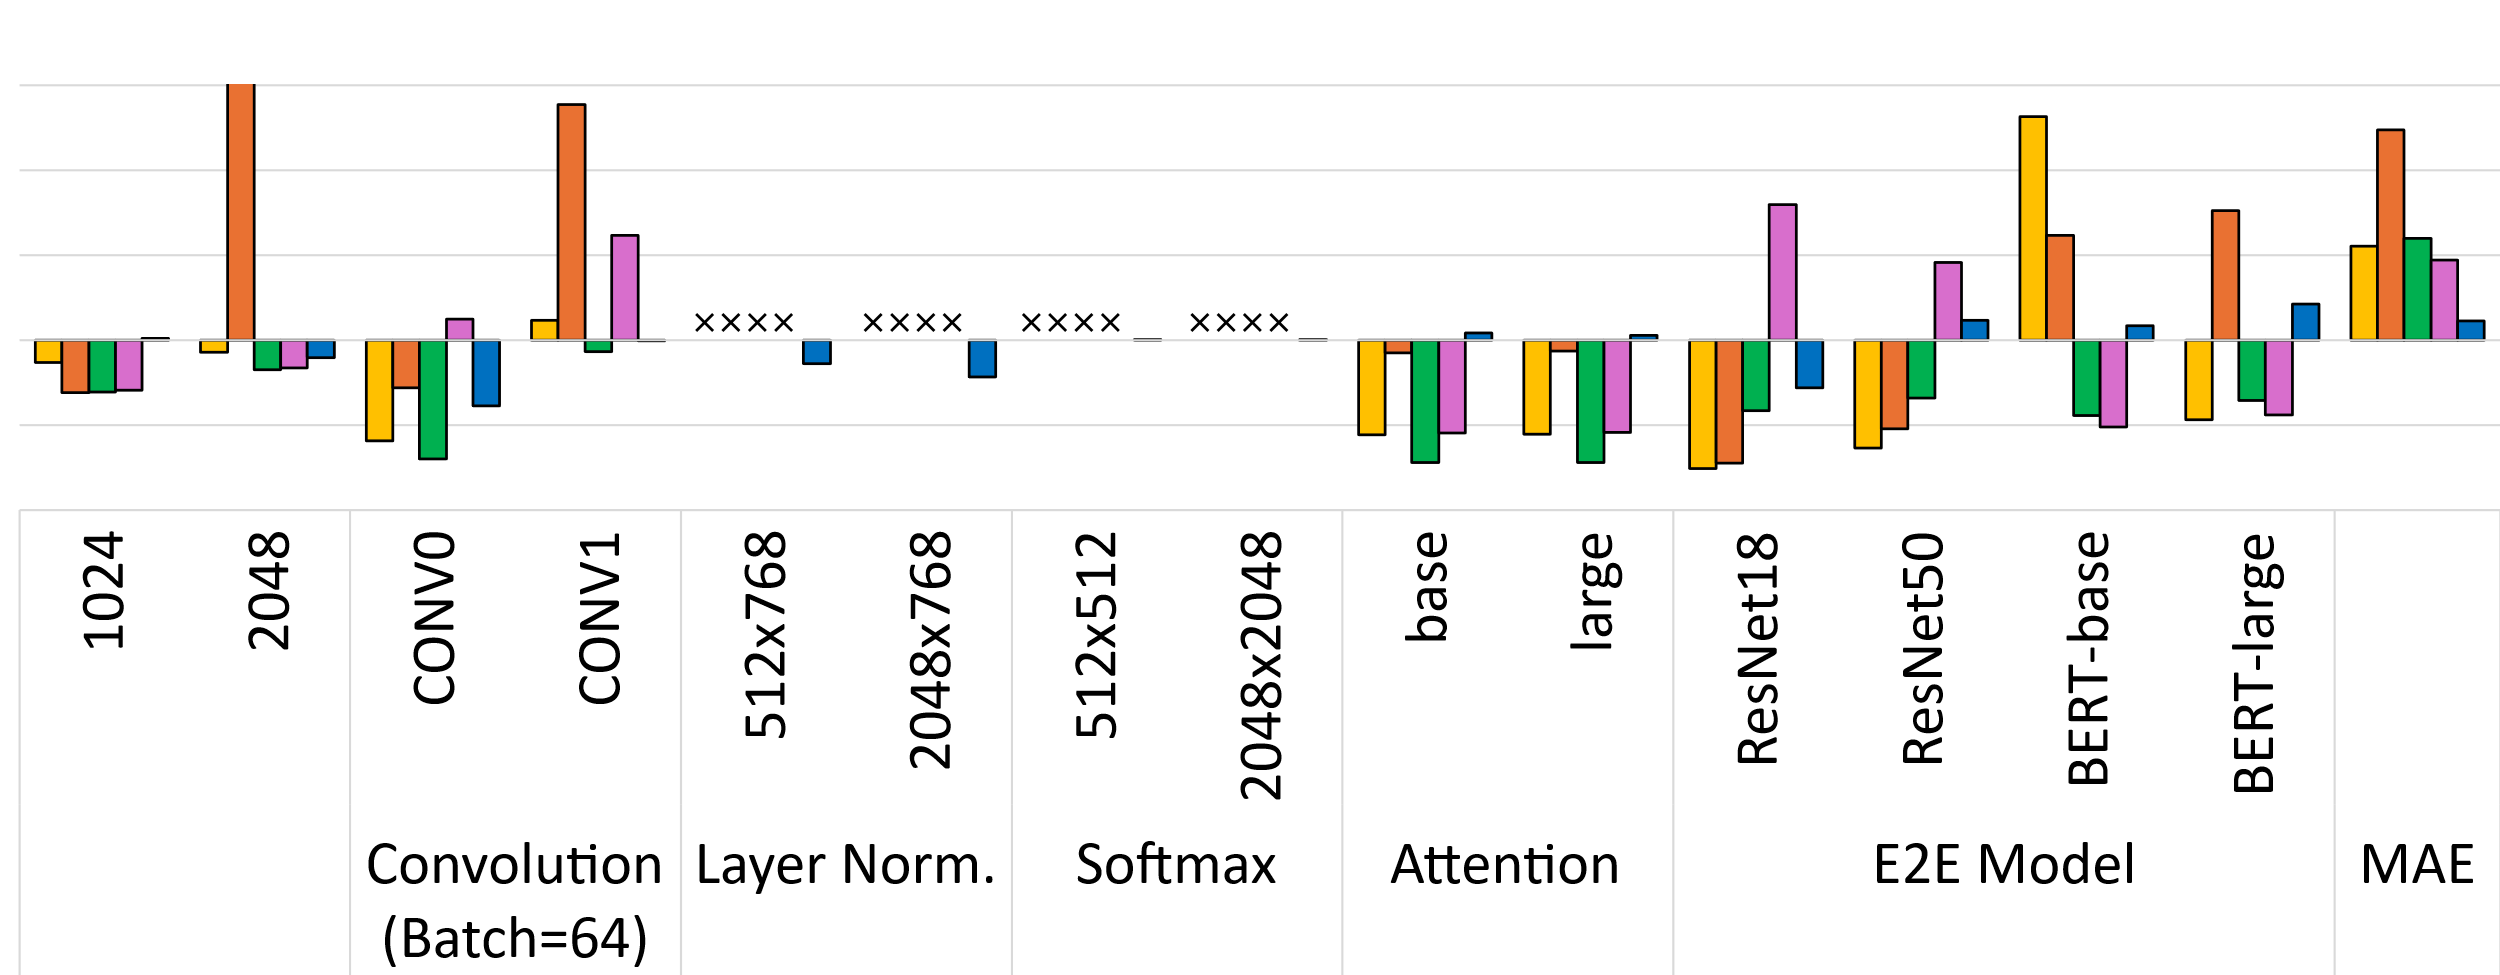 1024
2048
CONV0
CONV1
512x768
2048x768
512x512
2048x2048
base
large
ResNet18
ResNet50
BERT-base
BERT-large
Convolution
(Batch=64)
Layer Norm.
Softmax
Attention
E2E Model
MAE